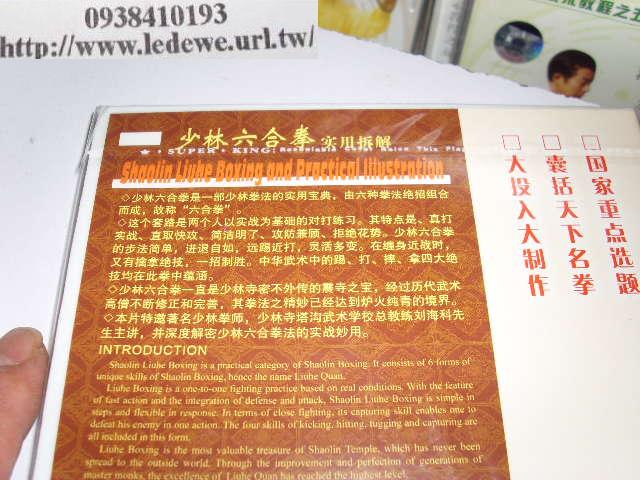 0938410193
http://www.ledewe.url.tw/
少林六合拳 实用拆解
Shaolin Liuhe Boxing and Practical Illustration
◇少林六合拳是一部少林拳法的实用宝典，由六种拳法绝招组合
而成，故称“六合拳”。
◇这个套路是两个人以实战为基础的对打练习。其特点是、真打
实战、直取快攻、简洁明了、攻防兼顾、拒绝花势。少林六合拳
的步法简单，进退自如，远踢近打，灵活多变。在缠身近战时，
又有擒拿绝技，一招制胜。中华武术中的踢、打、摔、拿四大绝
技均在此拳中蕴涵。
◇少林六合拳一直是少林寺密不外传的震寺之宝，经过历代武术
高僧不断修正和完善，其拳法之精妙已经达到炉火纯青的境界。
◇本片特邀著名少林拳师，少林寺塔沟武术学校总教练刘海科先
生主讲，并深度解密少林六合拳法的实战妙用。
INTRODUCTION
Shaolin Liuhe Boxing is a practical category of Shaolin Boxing. It consists of 6 forms of
unique skills of Shaolin Boxing, hence the name Liuhe Quan.
Liuhe Boxing is a one-to-one fighting practice based on real conditions. With the feature
of fast action and the integration of defense and attack, Shaolin Liuhe Boxing is simple in
steps and flexible in response. In terms of close fighting, its capturing skill enables one to
defeat his enemy in one action. The four skills of kicking, hitting, tugging and capturing are
all included in this form.
Liuhe Boxing is the most valuable treasure of Shaolin Temple, which has never been
spread to the outside world. Through the improvement and perfection of generations of
master monks, the excellence of Liuhe Quan has reached the highest level.
□国家重点选题
□囊括天下名拳
□大投入大制作